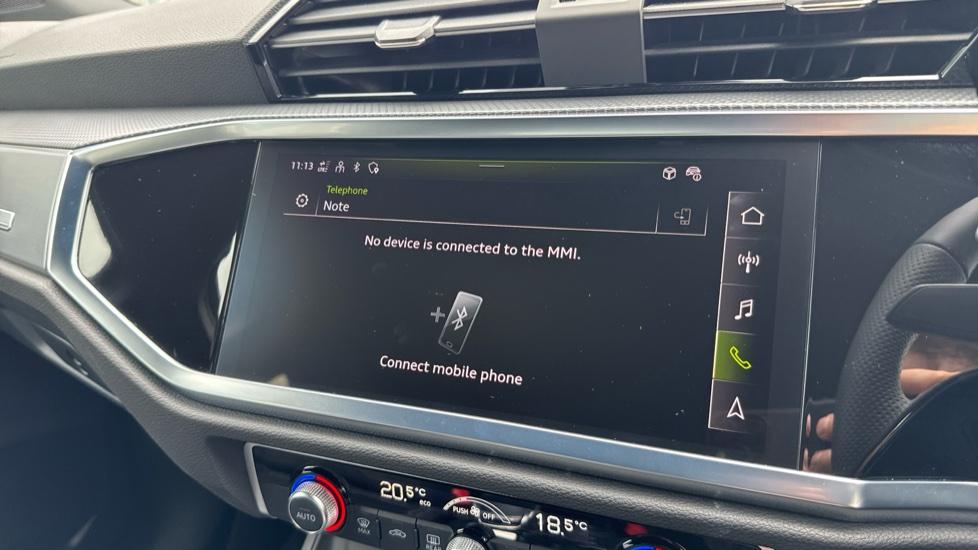 11:13
Telephone
Note
No device is connected to the MMI.
Connect mobile phone
20.5°C
eco
PUSH OFF
18.5°C
AUTO
MAX
REAR